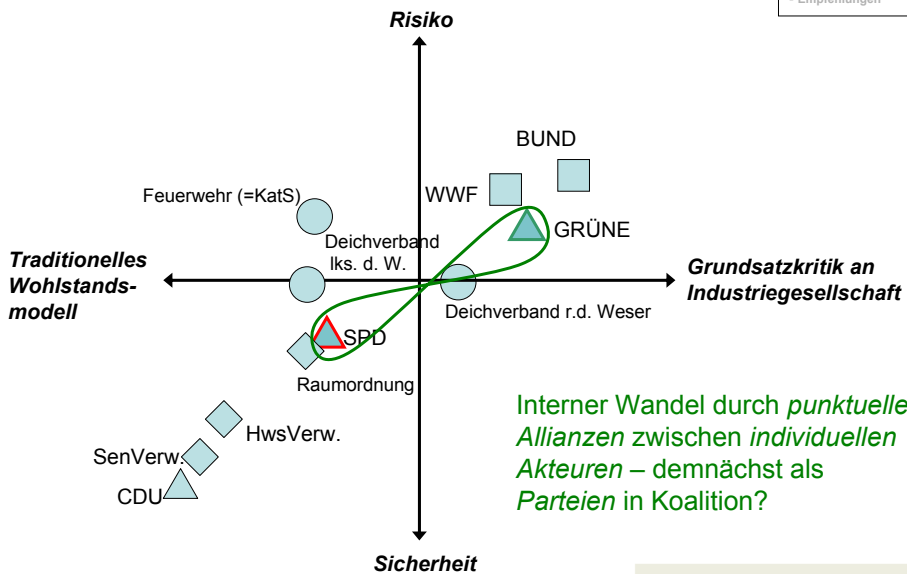 - Empfehlungen
Risiko
BUND
WWF
Feuerwehr (=KatS)
GRÜNE
Deichverband
lks. d. W.
Traditionelles
Wohlstands-
modell
Grundsatzkritik an
Industriegesellschaft
Deichverband r.d. Weser
SPD
Raumordnung
HwsVerw.
SenVerw.
CDU
Interner Wandel durch punktuelle
Allianzen zwischen individuellen
Akteuren – demnächst als
Parteien in Koalition?
Sicherheit